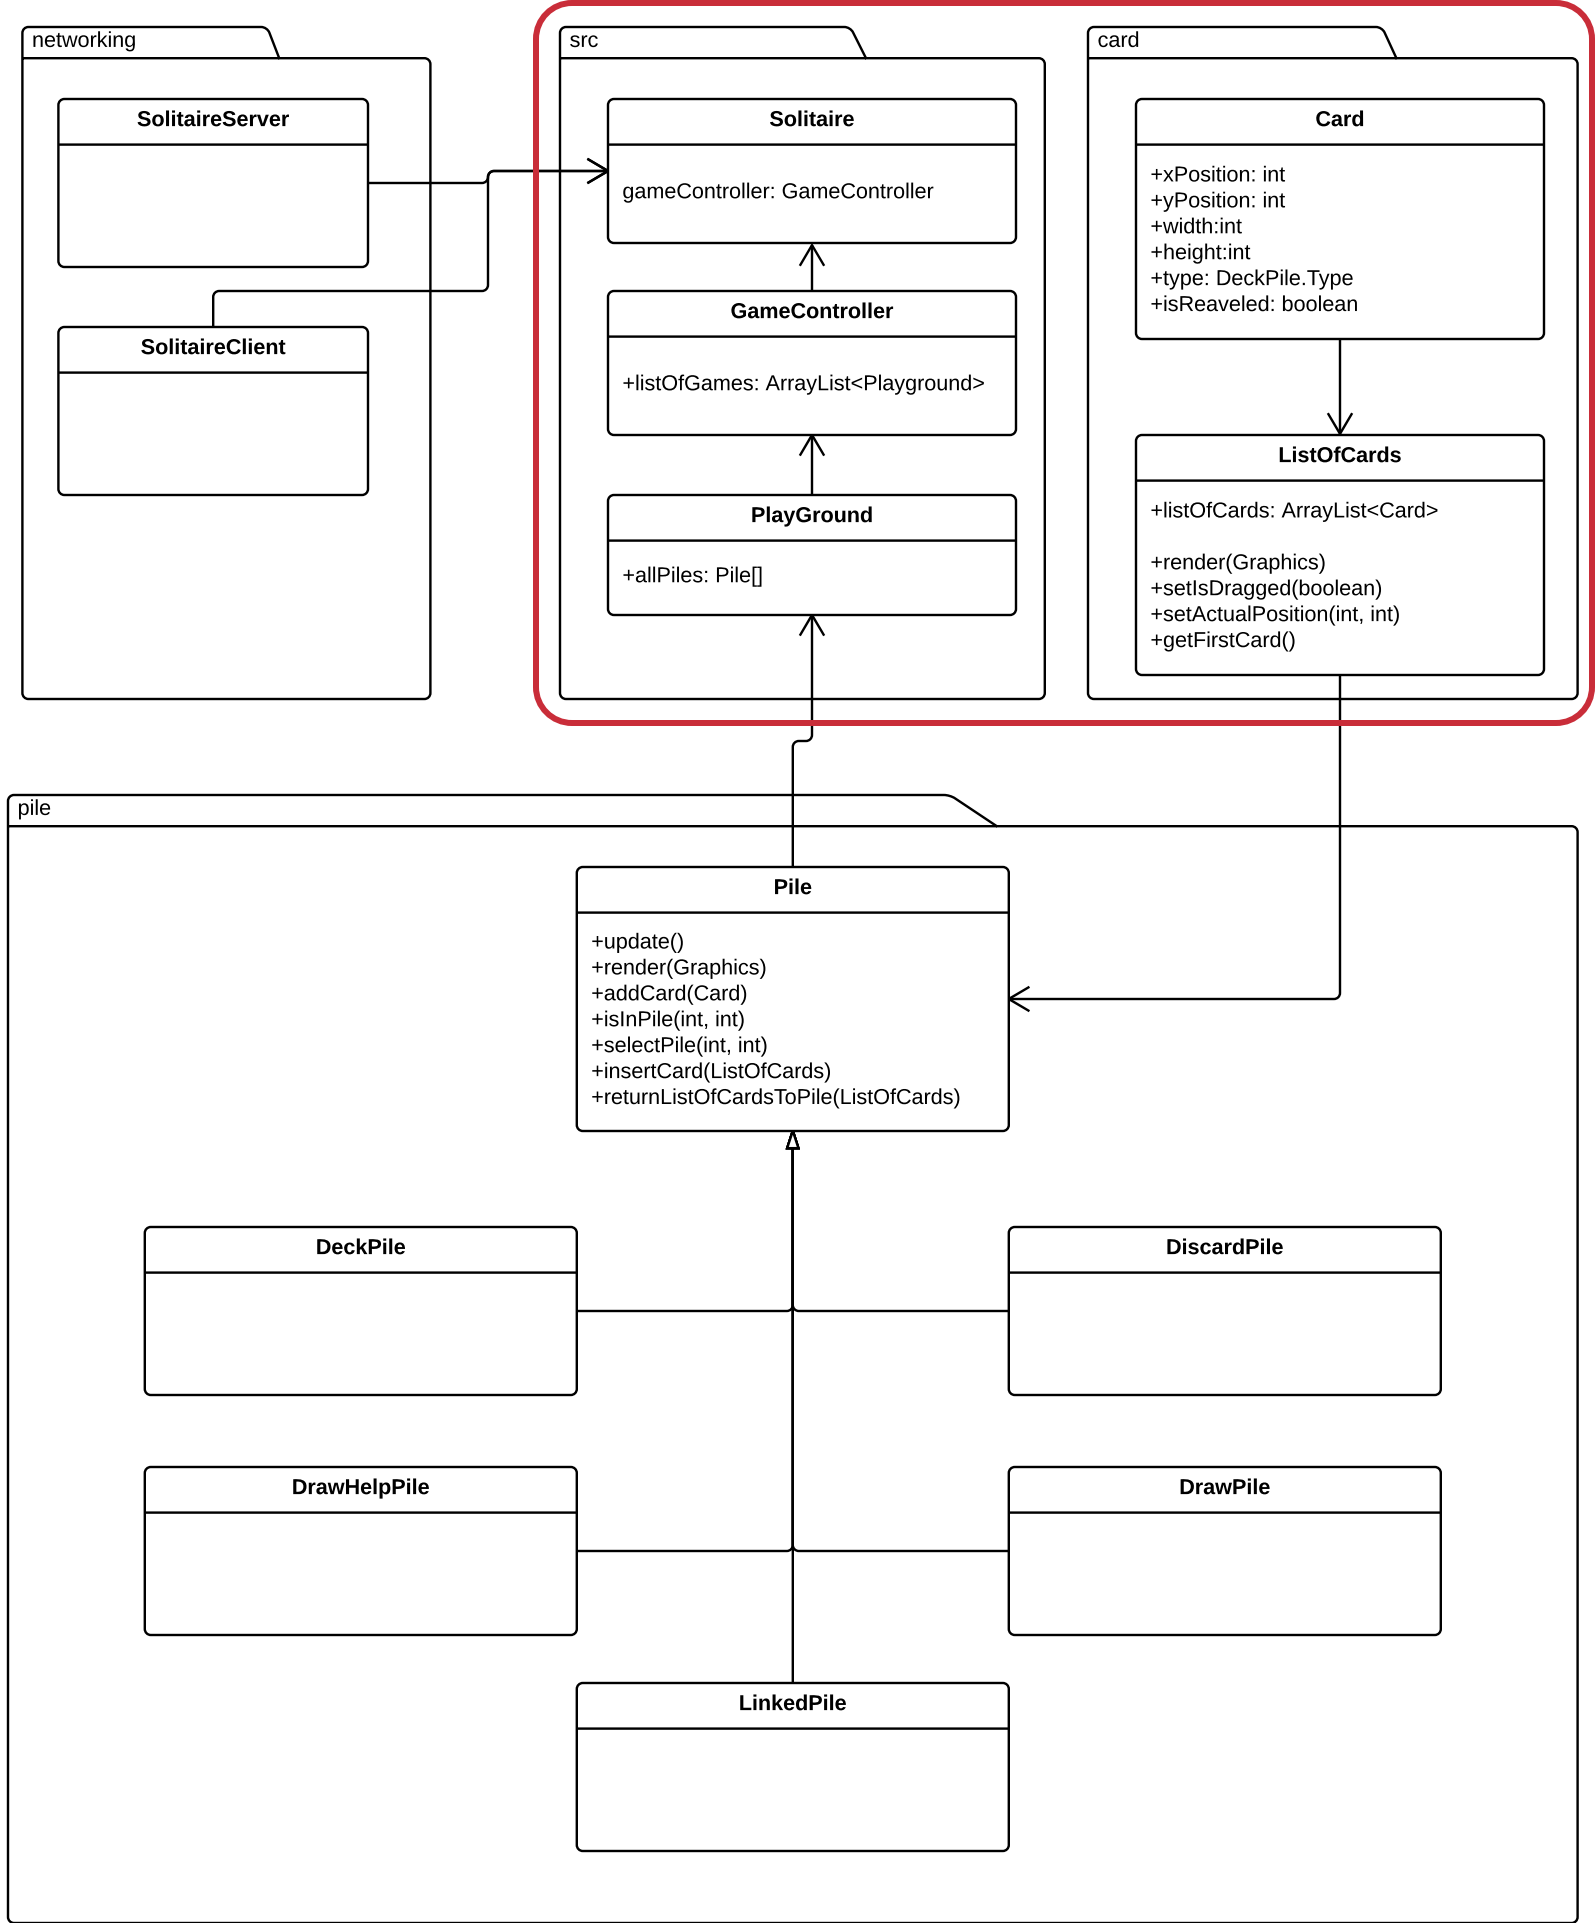 networking
SolitaireServer
SolitaireClient
src
Solitaire
gameController: GameController
GameController
+listOfGames: ArrayList<Playground>
PlayGround
+allPiles: Pile[]
card
Card
+xPosition: int
+yPosition: int
+width:int
+height:int
+type: DeckPile.Type
+isReaveled: boolean
ListOfCards
+listOfCards: ArrayList<Card>
+render(Graphics)
+setIsDragged(boolean)
+setActualPosition(int, int)
+getFirstCard()
pile
Pile
+update()
+render(Graphics)
+addCard(Card)
+isInPile(int, int)
+selectPile(int, int)
+insertCard(ListOfCards)
+returnListOfCardsToPile(ListOfCards)
DeckPile
DiscardPile
DrawHelpPile
DrawPile
LinkedPile